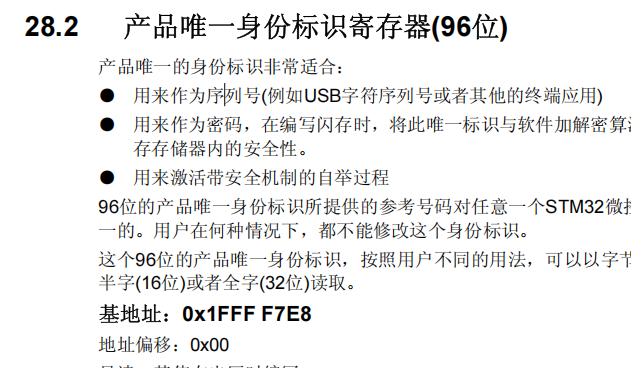 28.2 产品唯一身份标识寄存器(96位)
产品唯一的身份标识非常适合：
● 用来作为序列号(例如USB字符序列号或者其他的终端应用)
● 用来作为密码，在编写闪存时，将此唯一标识与软件加解密算
存存储器内的安全性。
● 用来激活带安全机制的自举过程
96位的产品唯一身份标识所提供的参考号码对任意一个STM32微
一的。用户在何种情况下，都不能修改这个身份标识。
这个96位的产品唯一身份标识，按照用户不同的用法，可以以字
半字(16位)或者全字(32位)读取。
基地址：0x1FFF F7E8
地址偏移：0x00